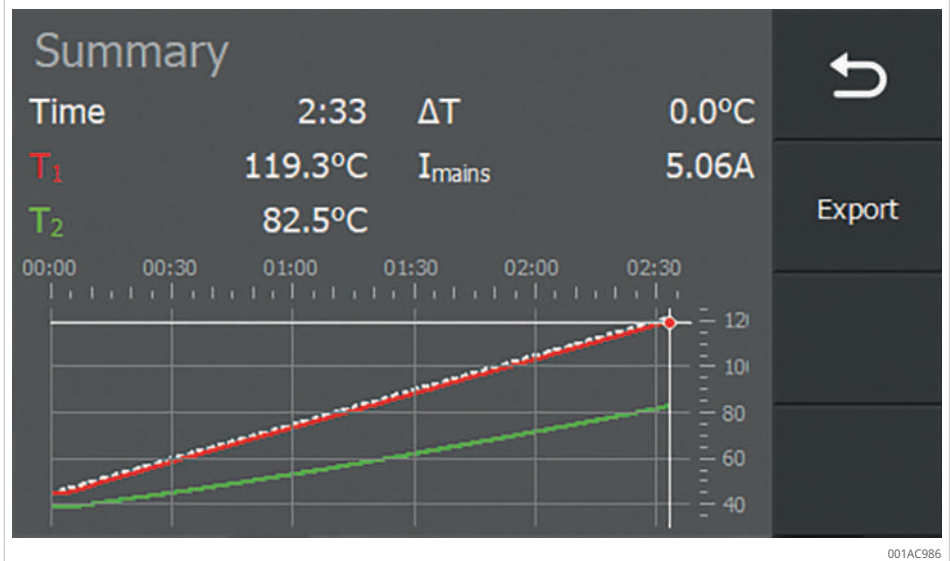 Summary
Time 2:33 ΔT 0.0°C
T1 119.3°C Imains 5.06A
T2 82.5°C
Export
00:00 00:30 01:00 01:30 02:00 02:30
80
60
40
001AC986